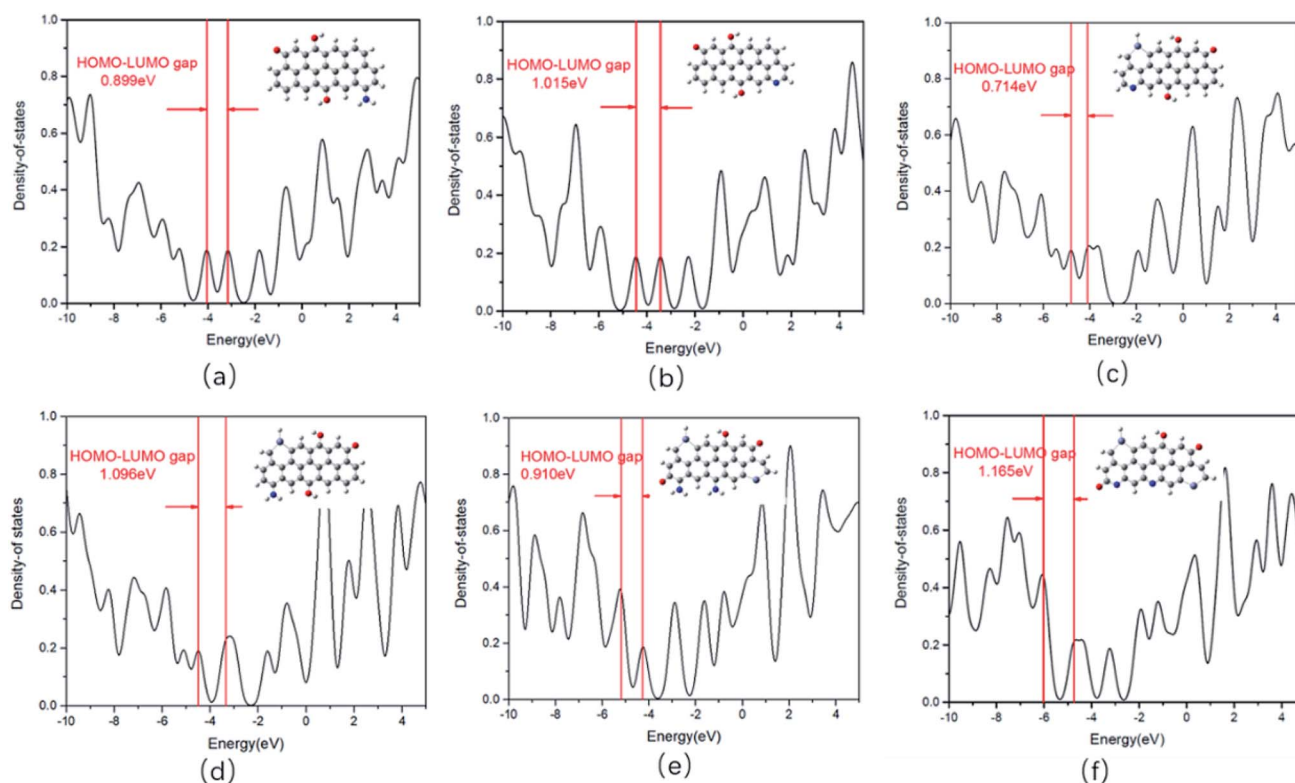 1.0
0.8
0.6
0.4
0.2
0.0
Density-of-states
HOMO-LUMO gap
0.899eV
-10 -8 -6 -4 -2 0 2 4
Energy(eV)
(a)
1.0
0.8
0.6
0.4
0.2
0.0
Density-of-states
HOMO-LUMO gap
1.015eV
-10 -8 -6 -4 -2 0 2 4
Energy(eV)
(b)
1.0
0.8
0.6
0.4
0.2
0.0
Density-of-states
HOMO-LUMO gap
0.714eV
-10 -8 -6 -4 -2 0 2 4
Energy(eV)
(c)
1.0
0.8
0.6
0.4
0.2
0.0
Density-of states
HOMO-LUMO gap
1.096eV
-10 -8 -6 -4 -2 0 2 4
Energy(eV)
(d)
1.0
0.8
0.6
0.4
0.2
0.0
Density-of-states
HOMO-LUMO gap
0.910eV
-10 -8 -6 -4 -2 0 2 4
Energy(eV)
(e)
1.0
0.8
0.6
0.4
0.2
0.0
Density-of-states
HOMO-LUMO gap
1.165eV
-10 -8 -6 -4 -2 0 2 4
Energy(eV)
(f)